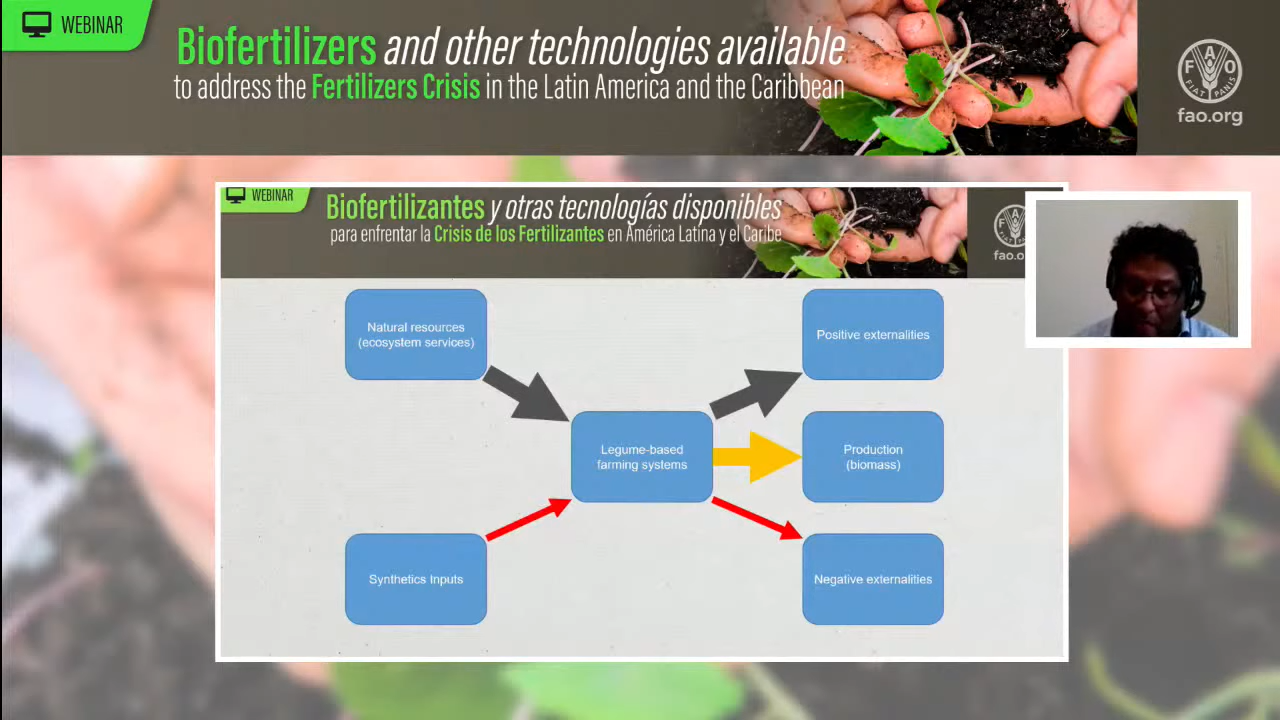 WEBINAR
Biofertilizers and other technologies available
to address the Fertilizers Crisis in the Latin America and the Caribbean
F A O
FIAT PANIS
fao.org
WEBINAR
Biofertilizantes y otras tecnologías disponibles
para enfrentar la Crisis de los Fertilizantes en América Latina y el Caribe
F A
fao.o
Natural resources
(ecosystem services)
Positive externalities
Legume-based
farming systems
Production
(biomass)
Synthetics Inputs
Negative externalities